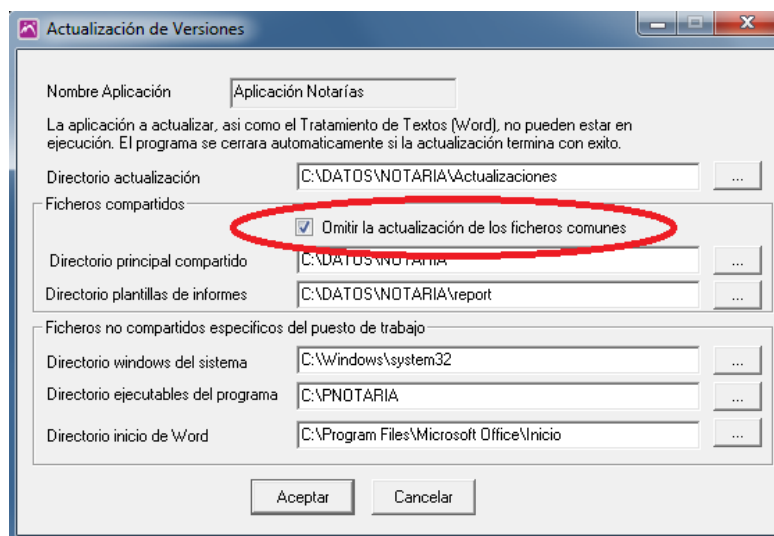 Actualización de Versiones
Nombre Aplicación Aplicación Notarías
La aplicación a actualizar, asi como el Tratamiento de Textos (Word), no pueden estar en
ejecución. El programa se cerrara automaticamente si la actualización termina con exito.
Directorio actualización C:\DATOS\NOTARIA\Actualizaciones ...
Ficheros compartidos
Omitir la actualización de los ficheros comunes
Directorio principal compartido C:\DATOS\NOTARIA ...
Directorio plantillas de informes C:\DATOS\NOTARIA\report ...
Ficheros no compartidos especificos del puesto de trabajo
Directorio windows del sistema C:\Windows\system32 ...
Directorio ejecutables del programa C:\PNOTARIA ...
Directorio inicio de Word C:\Program Files\Microsoft Office\Inicio ...
Aceptar Cancelar